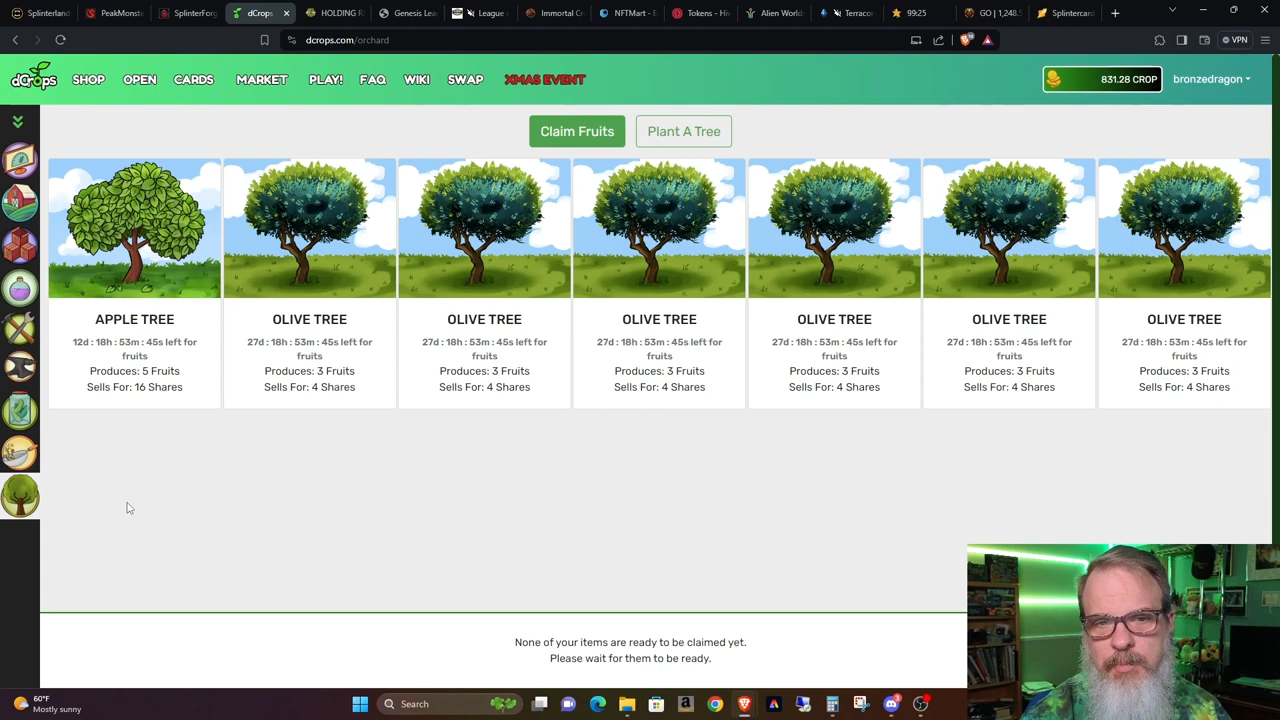 Splinterland
PeakMonste
SplinterForg
dCrops
HOLDING R
Genesis Lea
League
Immortal Cr
NFTMart - E
Tokens - Hi
Alien World
Terracor
99:25
GO | 1,248.5
Splintercard
dcrops.com/orchard
VPN
dCrops
SHOP
OPEN
CARDS
MARKET
PLAY!
FAQ
WIKI
SWAP
XMAS EVENT
831.28 CROP
bronzedragon
Claim Fruits
Plant A Tree
APPLE TREE
12d : 18h : 53m : 45s left for
fruits
Produces: 5 Fruits
Sells For: 16 Shares
OLIVE TREE
27d : 18h : 53m : 45s left for
fruits
Produces: 3 Fruits
Sells For: 4 Shares
OLIVE TREE
27d : 18h : 53m : 45s left for
fruits
Produces: 3 Fruits
Sells For: 4 Shares
OLIVE TREE
27d : 18h : 53m : 45s left for
fruits
Produces: 3 Fruits
Sells For: 4 Shares
OLIVE TREE
27d : 18h : 53m : 45s left for
fruits
Produces: 3 Fruits
Sells For: 4 Shares
OLIVE TREE
27d : 18h : 53m : 45s left for
fruits
Produces: 3 Fruits
Sells For: 4 Shares
OLIVE TREE
27d : 18h : 53m : 45s left for
fruits
Produces: 3 Fruits
Sells For: 4 Shares
None of your items are ready to be claimed yet.
Please wait for them to be ready.
60°F
Mostly sunny
Search